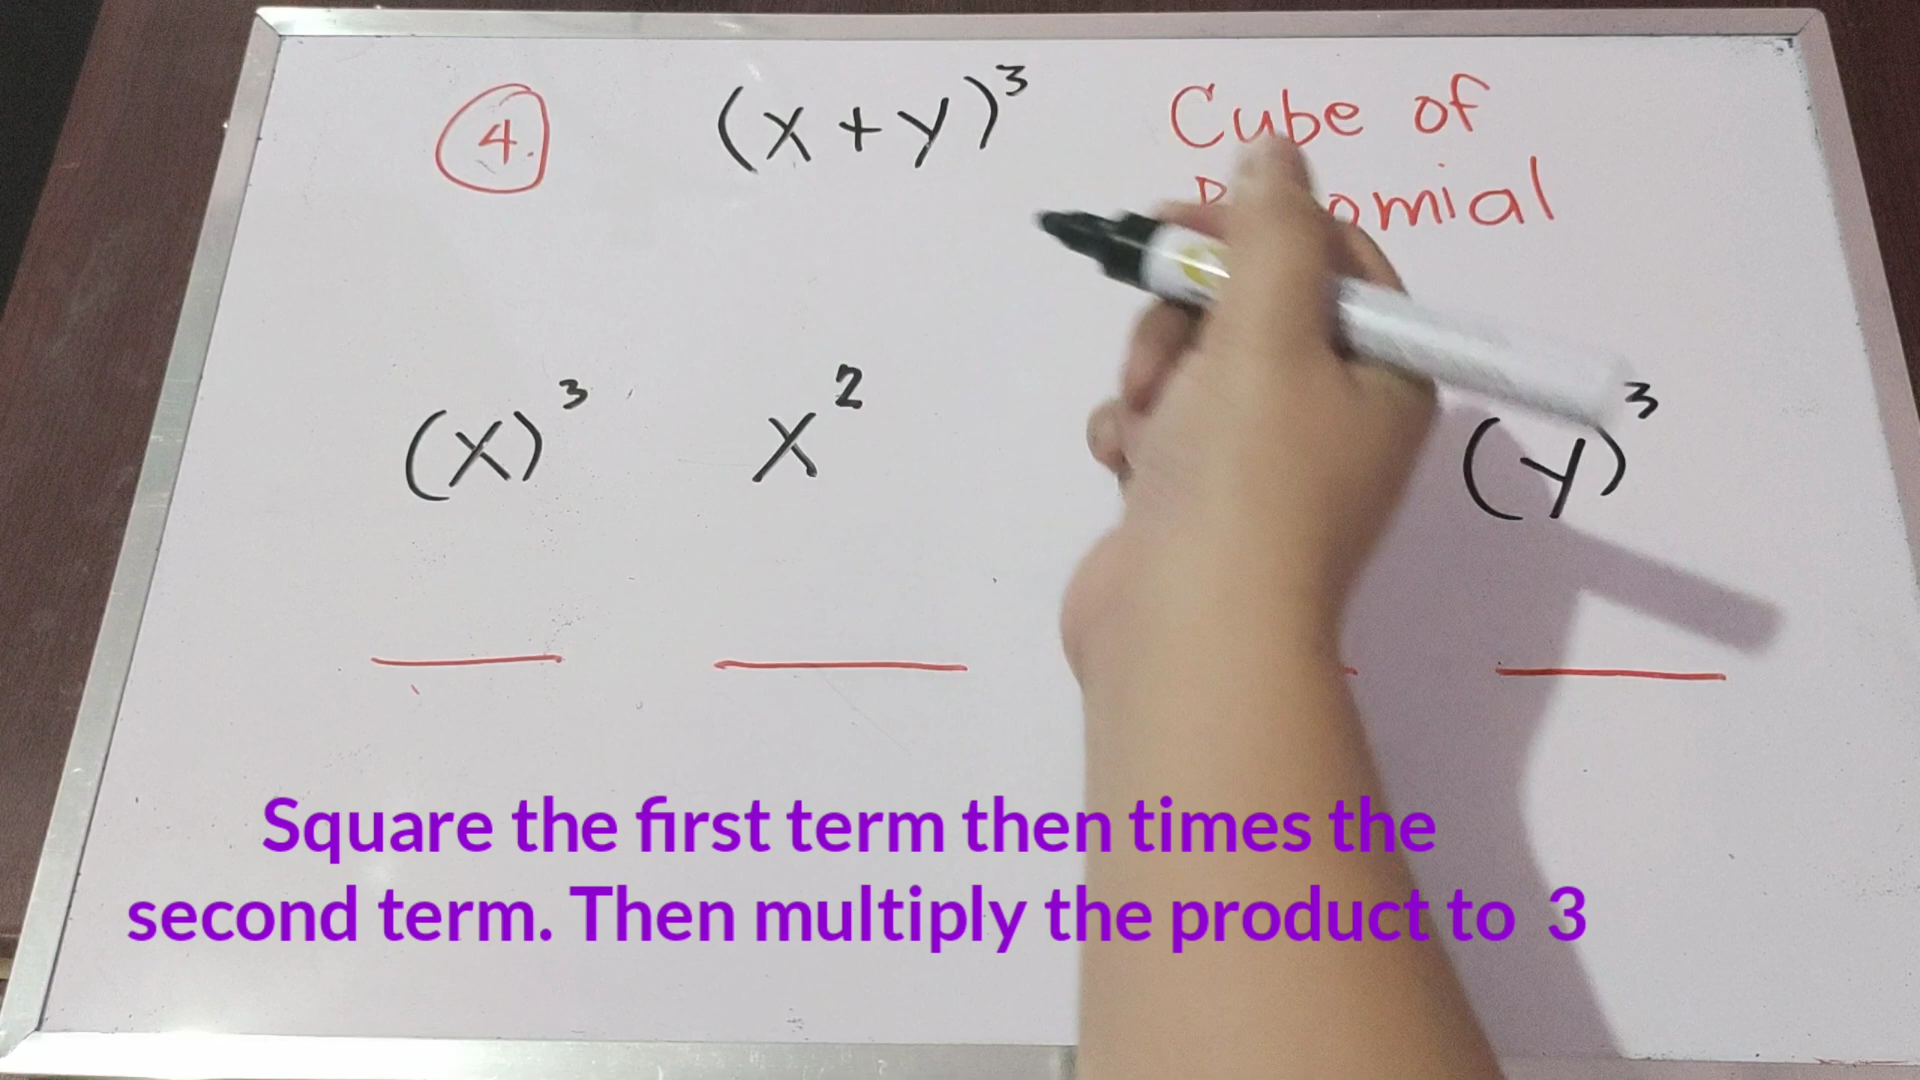 4. (x + y)³ Cube of
(x)³ x² (y)³
Square the first term then times the
second term. Then multiply the product to 3